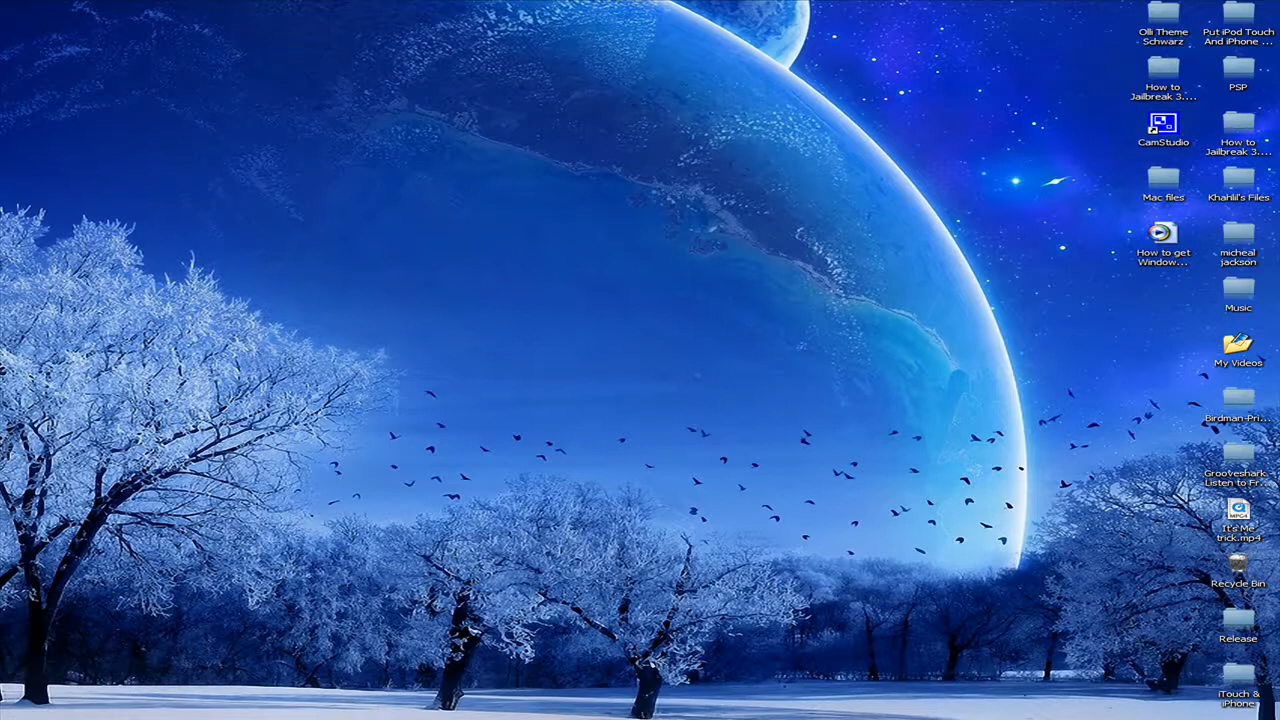 Olli Theme
Schwarz
Put iPod Touch
And iPhone ...
How to
Jailbreak 3....
PSP
CamStudio
How to
Jailbreak 3....
Mac files
Khahlil's Files
How to get
Window...
micheal
jackson
Music
My Videos
Birdman-Pri...
Grooveshark
Listen to Fr...
MPG4
It's Me
trick.mp4
Recycle Bin
Release
iTouch &
iPhone